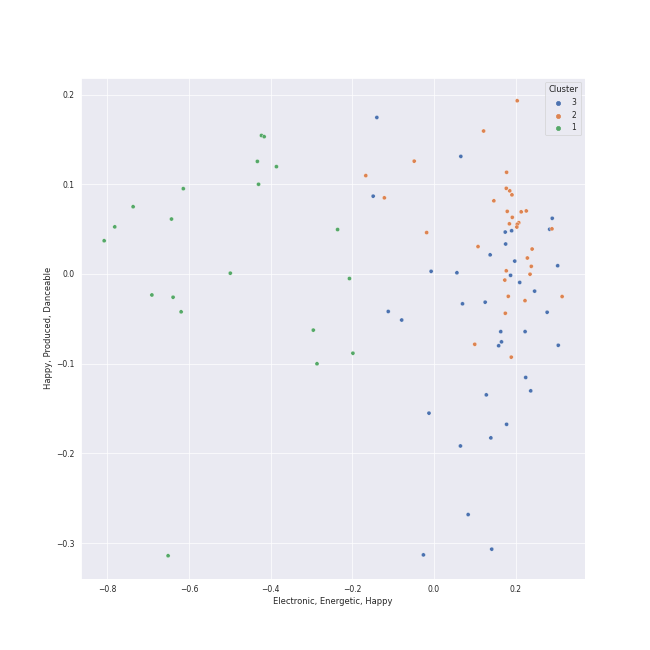 Cluster
3
2
1
0.2
0.1
0.0
−0.1
−0.2
−0.3
Happy, Produced, Danceable
−0.8 −0.6 −0.4 −0.2 0.0 0.2
Electronic, Energetic, Happy